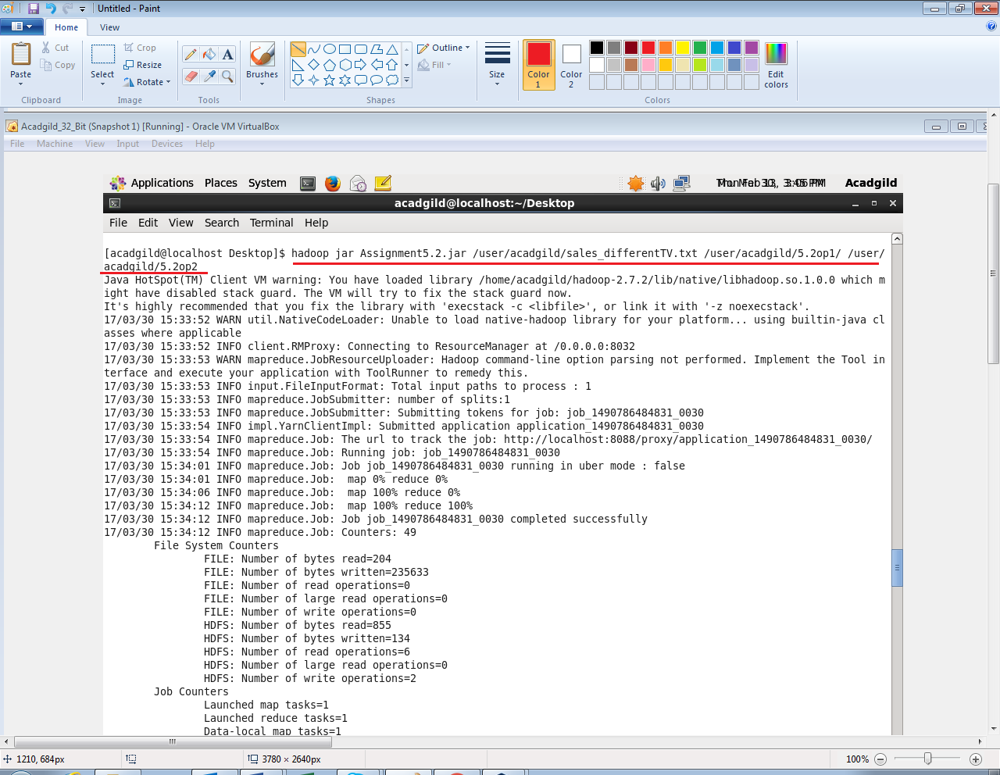 Untitled - Paint
Home
View
Paste
Cut
Copy
Clipboard
Select
Crop
Resize
Rotate
Image
Tools
Brushes
Outline
Fill
Shapes
Size
Color 1
Color 2
Edit colors
Colors
Acadgild_32_Bit (Snapshot 1) [Running] - Oracle VM VirtualBox
File Machine View Input Devices Help
Applications Places System
Acadgild
acadgild@localhost:~/Desktop
File Edit View Search Terminal Help
[acadgild@localhost Desktop]$ hadoop jar Assignment5.2.jar /user/acadgild/sales_differentTV.txt /user/acadgild/5.2op1/ /user/
acadgild/5.2op2
Java HotSpot(TM) Client VM warning: You have loaded library /home/acadgild/hadoop-2.7.2/lib/native/libhadoop.so.1.0.0 which m
ight have disabled stack guard. The VM will try to fix the stack guard now.
It's highly recommended that you fix the library with 'execstack -c <libfile>', or link it with '-z noexecstack'.
17/03/30 15:33:52 WARN util.NativeCodeLoader: Unable to load native-hadoop library for your platform... using builtin-java cl
asses where applicable
17/03/30 15:33:52 INFO client.RMProxy: Connecting to ResourceManager at /0.0.0.0:8032
17/03/30 15:33:53 WARN mapreduce.JobResourceUploader: Hadoop command-line option parsing not performed. Implement the Tool in
terface and execute your application with ToolRunner to remedy this.
17/03/30 15:33:53 INFO input.FileInputFormat: Total input paths to process : 1
17/03/30 15:33:53 INFO mapreduce.JobSubmitter: number of splits:1
17/03/30 15:33:53 INFO mapreduce.JobSubmitter: Submitting tokens for job: job_1490786484831_0030
17/03/30 15:33:54 INFO impl.YarnClientImpl: Submitted application application_1490786484831_0030
17/03/30 15:33:54 INFO mapreduce.Job: The url to track the job: http://localhost:8088/proxy/application_1490786484831_0030/
17/03/30 15:33:54 INFO mapreduce.Job: Running job: job_1490786484831_0030
17/03/30 15:34:01 INFO mapreduce.Job: Job job_1490786484831_0030 running in uber mode : false
17/03/30 15:34:01 INFO mapreduce.Job:  map 0% reduce 0%
17/03/30 15:34:06 INFO mapreduce.Job:  map 100% reduce 0%
17/03/30 15:34:12 INFO mapreduce.Job:  map 100% reduce 100%
17/03/30 15:34:12 INFO mapreduce.Job: Job job_1490786484831_0030 completed successfully
17/03/30 15:34:12 INFO mapreduce.Job: Counters: 49
File System Counters
FILE: Number of bytes read=204
FILE: Number of bytes written=235633
FILE: Number of read operations=0
FILE: Number of large read operations=0
FILE: Number of write operations=0
HDFS: Number of bytes read=855
HDFS: Number of bytes written=134
HDFS: Number of read operations=6
HDFS: Number of large read operations=0
HDFS: Number of write operations=2
Job Counters
Launched map tasks=1
Launched reduce tasks=1
Data-local map tasks=1
1210, 684px
3780 × 2640px
100%